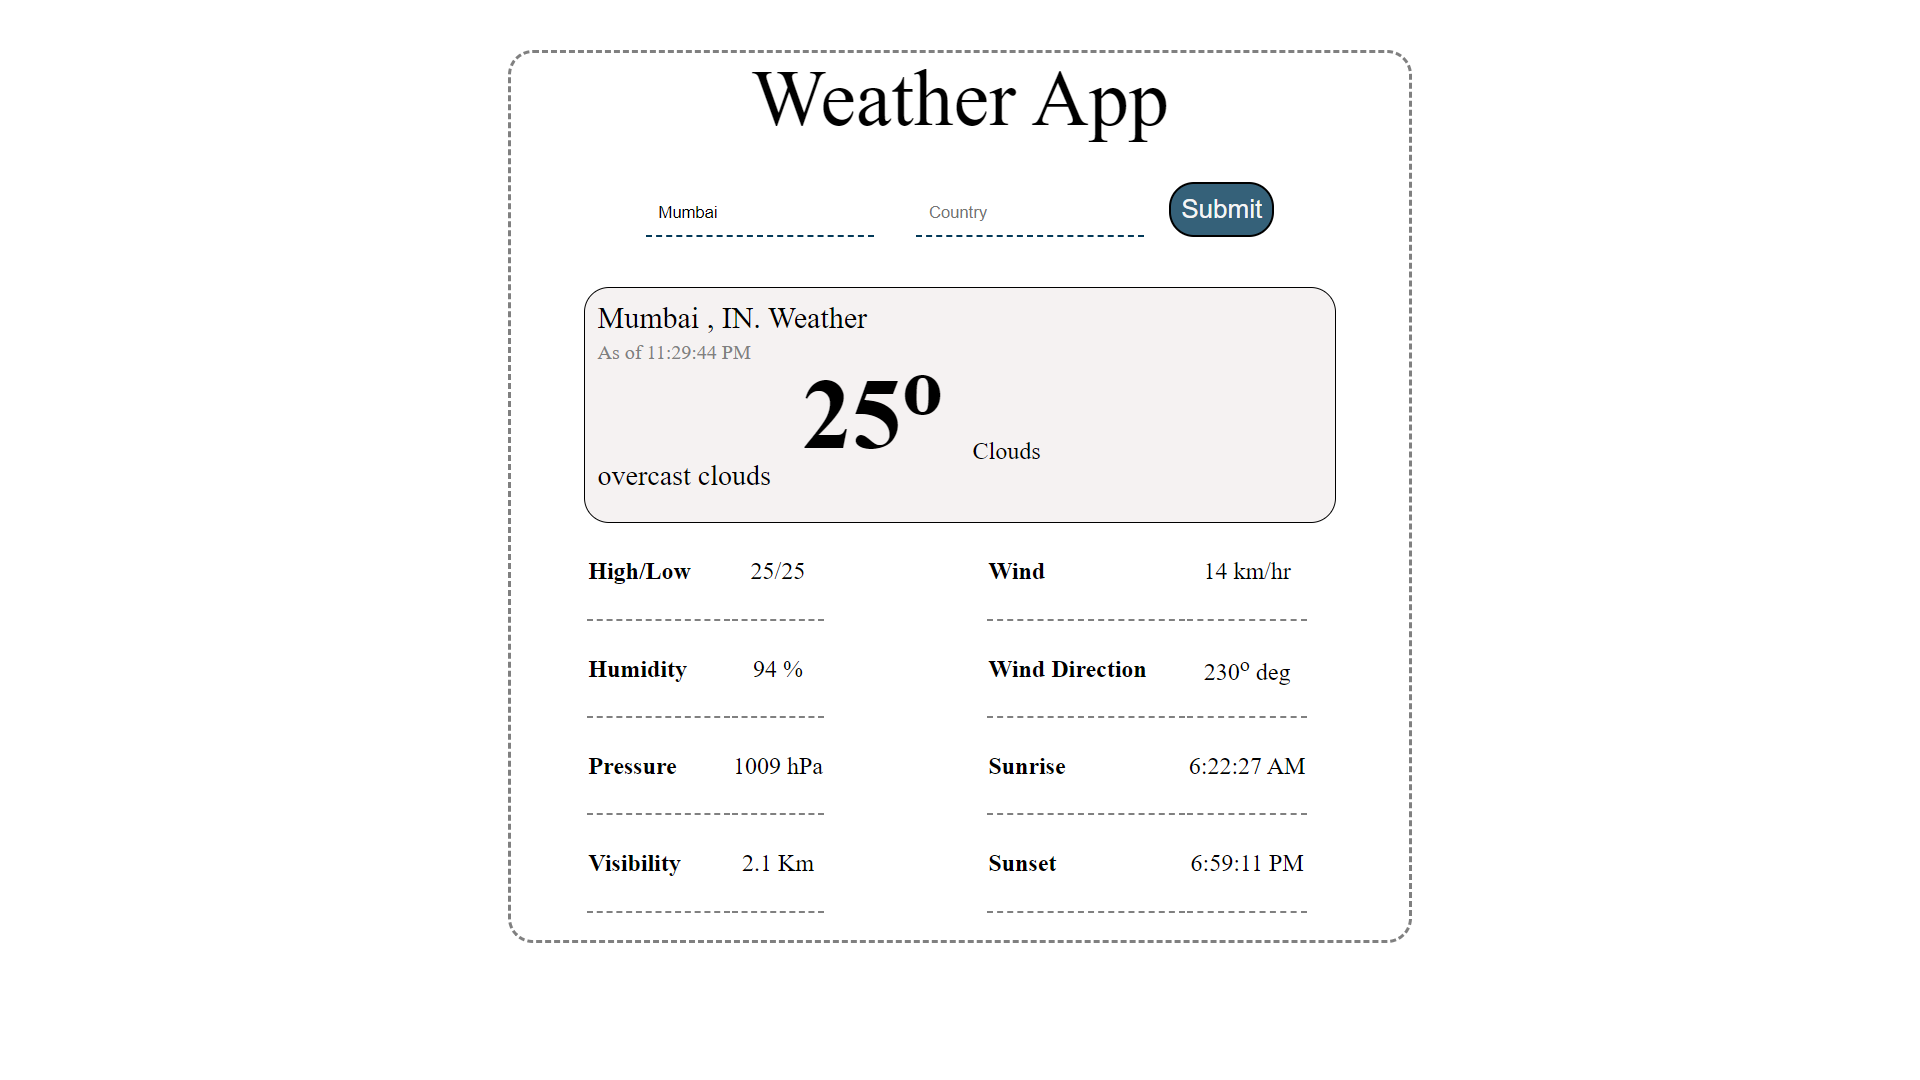 Weather App
Mumbai Country Submit
Mumbai , IN. Weather
As of 11:29:44 PM
25º
Clouds
overcast clouds
High/Low 25/25 Wind 14 km/hr
Humidity 94 % Wind Direction 230º deg
Pressure 1009 hPa Sunrise 6:22:27 AM
Visibility 2.1 Km Sunset 6:59:11 PM